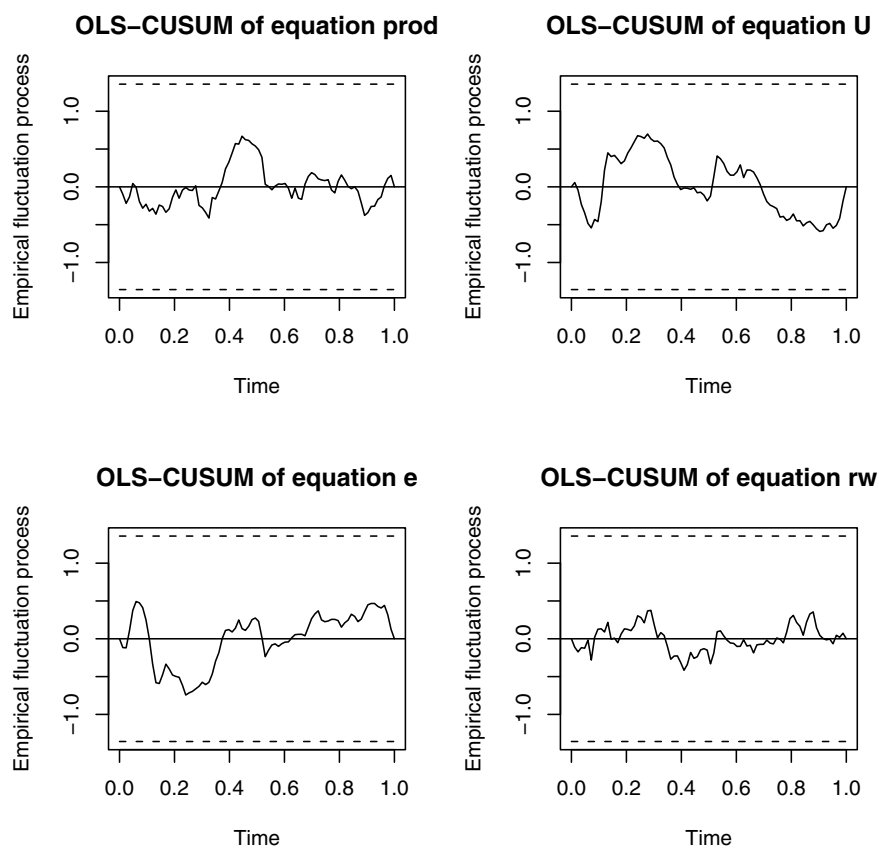 OLS−CUSUM of equation prod
Empirical fluctuation process
1.0
0.0
−1.0
0.0 0.2 0.4 0.6 0.8 1.0
Time
OLS−CUSUM of equation U
Empirical fluctuation process
1.0
0.0
−1.0
0.0 0.2 0.4 0.6 0.8 1.0
Time
OLS−CUSUM of equation e
Empirical fluctuation process
1.0
0.0
−1.0
0.0 0.2 0.4 0.6 0.8 1.0
Time
OLS−CUSUM of equation rw
Empirical fluctuation process
1.0
0.0
−1.0
0.0 0.2 0.4 0.6 0.8 1.0
Time